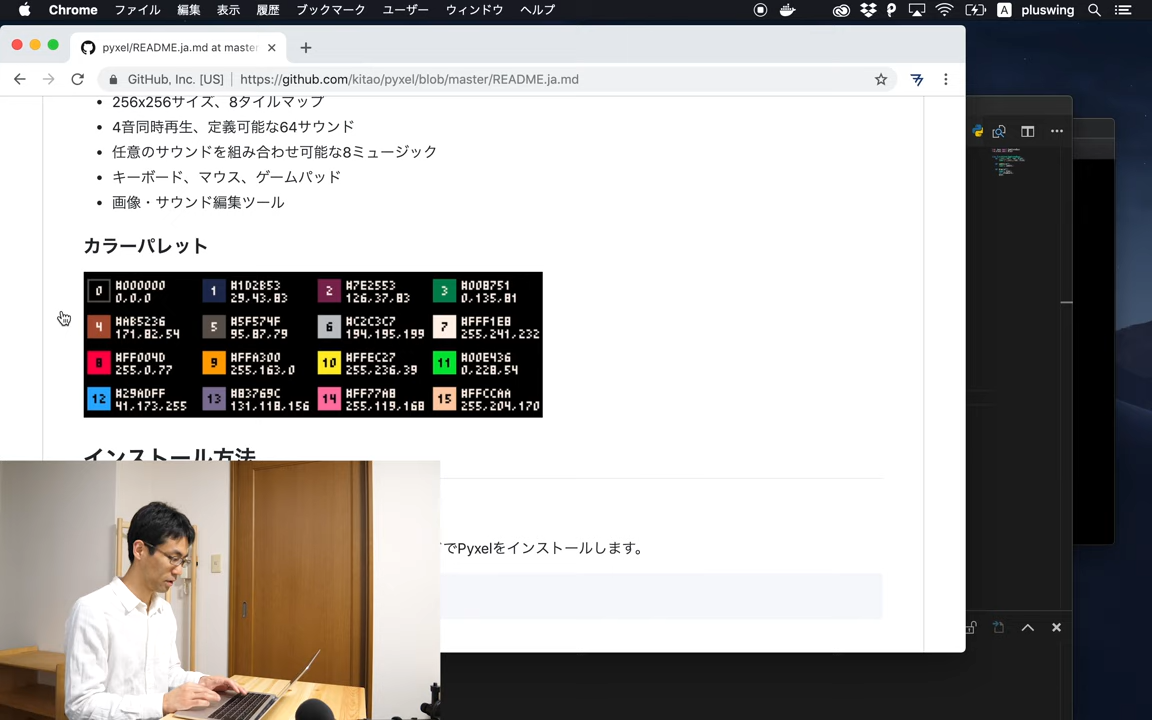 Chrome ファイル 編集 表示 履歴 ブックマーク ユーザー ウィンドウ ヘルプ A pluswing
pyxel/README.ja.md at master
GitHub, Inc. [US] https://github.com/kitao/pyxel/blob/master/README.ja.md
256x256サイズ、8タイルマップ
4音同時再生、定義可能な64サウンド
任意のサウンドを組み合わせ可能な8ミュージック
キーボード、マウス、ゲームパッド
画像・サウンド編集ツール
カラーパレット
0 #000000 0,0,0
1 #1D2B53 29,43,83
2 #7E2553 126,37,83
3 #008751 0,135,81
4 #AB5236 171,82,54
5 #5F574F 95,87,79
6 #C2C3C7 194,195,199
7 #FFF1E8 255,241,232
8 #FF004D 255,0,77
9 #FFA300 255,163,0
10 #FFEC27 255,236,39
11 #00E436 0,228,54
12 #29ADFF 41,173,255
13 #83769C 131,118,156
14 #FF77A8 255,119,168
15 #FFCCAA 255,204,170
インストール方法
でPyxelをインストールします。